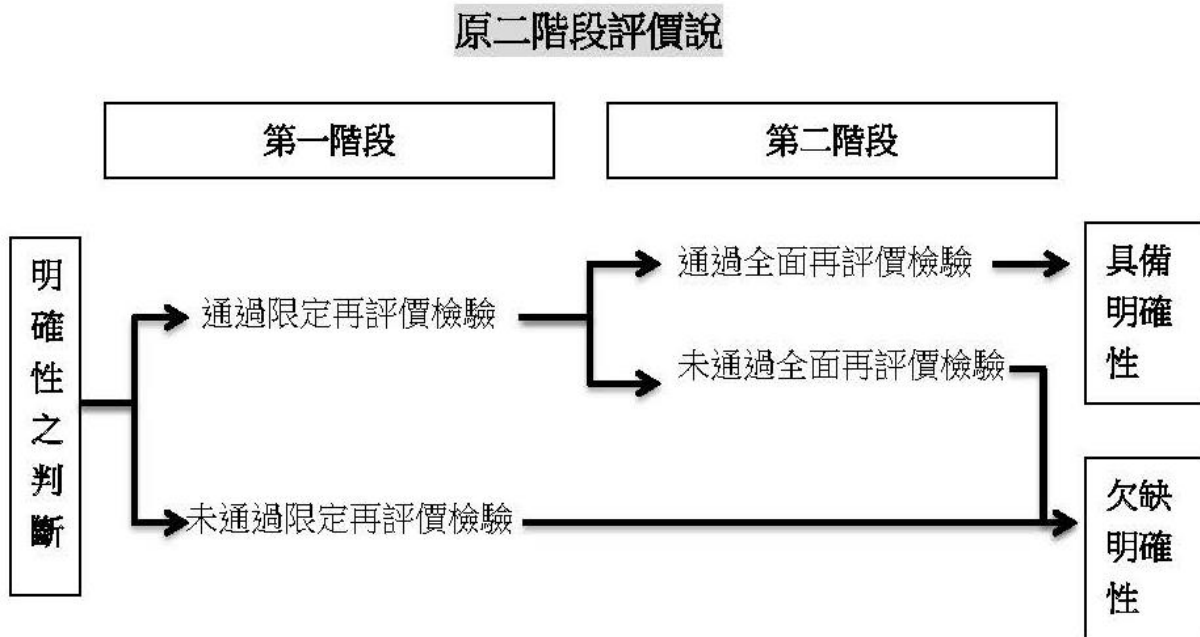 原二階段評價說
第一階段
第二階段
明
確
性
之
判
斷
通過限定再評價檢驗
未通過限定再評價檢驗
通過全面再評價檢驗
未通過全面再評價檢驗
具備
明確
性
欠缺
明確
性